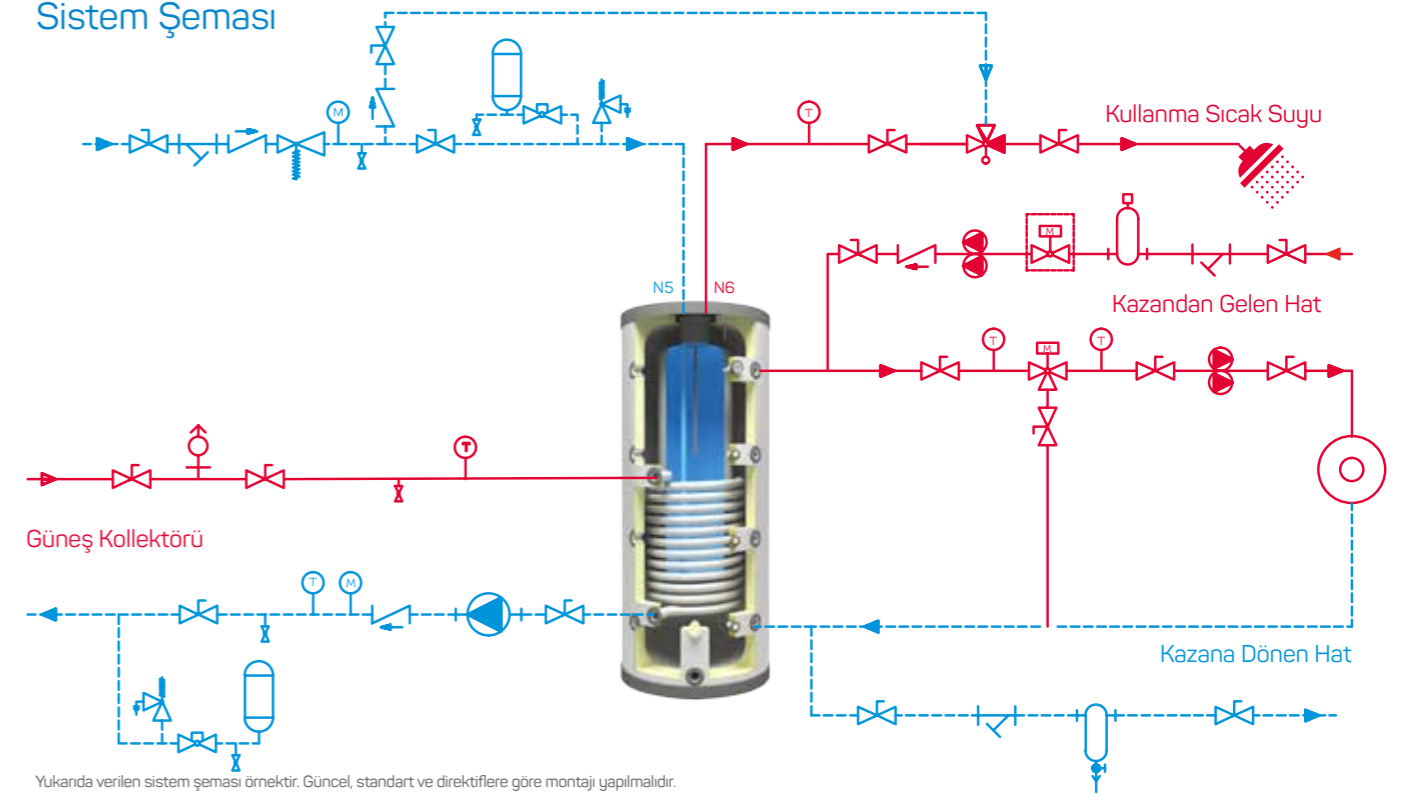 Sistem Şeması
M
T
Kullanma Sıcak Suyu
M
N5
N6
Kazandan Gelen Hat
T
M
T
T
Güneş Kollektörü
T
M
Kazana Dönen Hat
Yukarıda verilen sistem şeması örnektir. Güncel, standart ve direktiflere göre montajı yapılmalıdır.